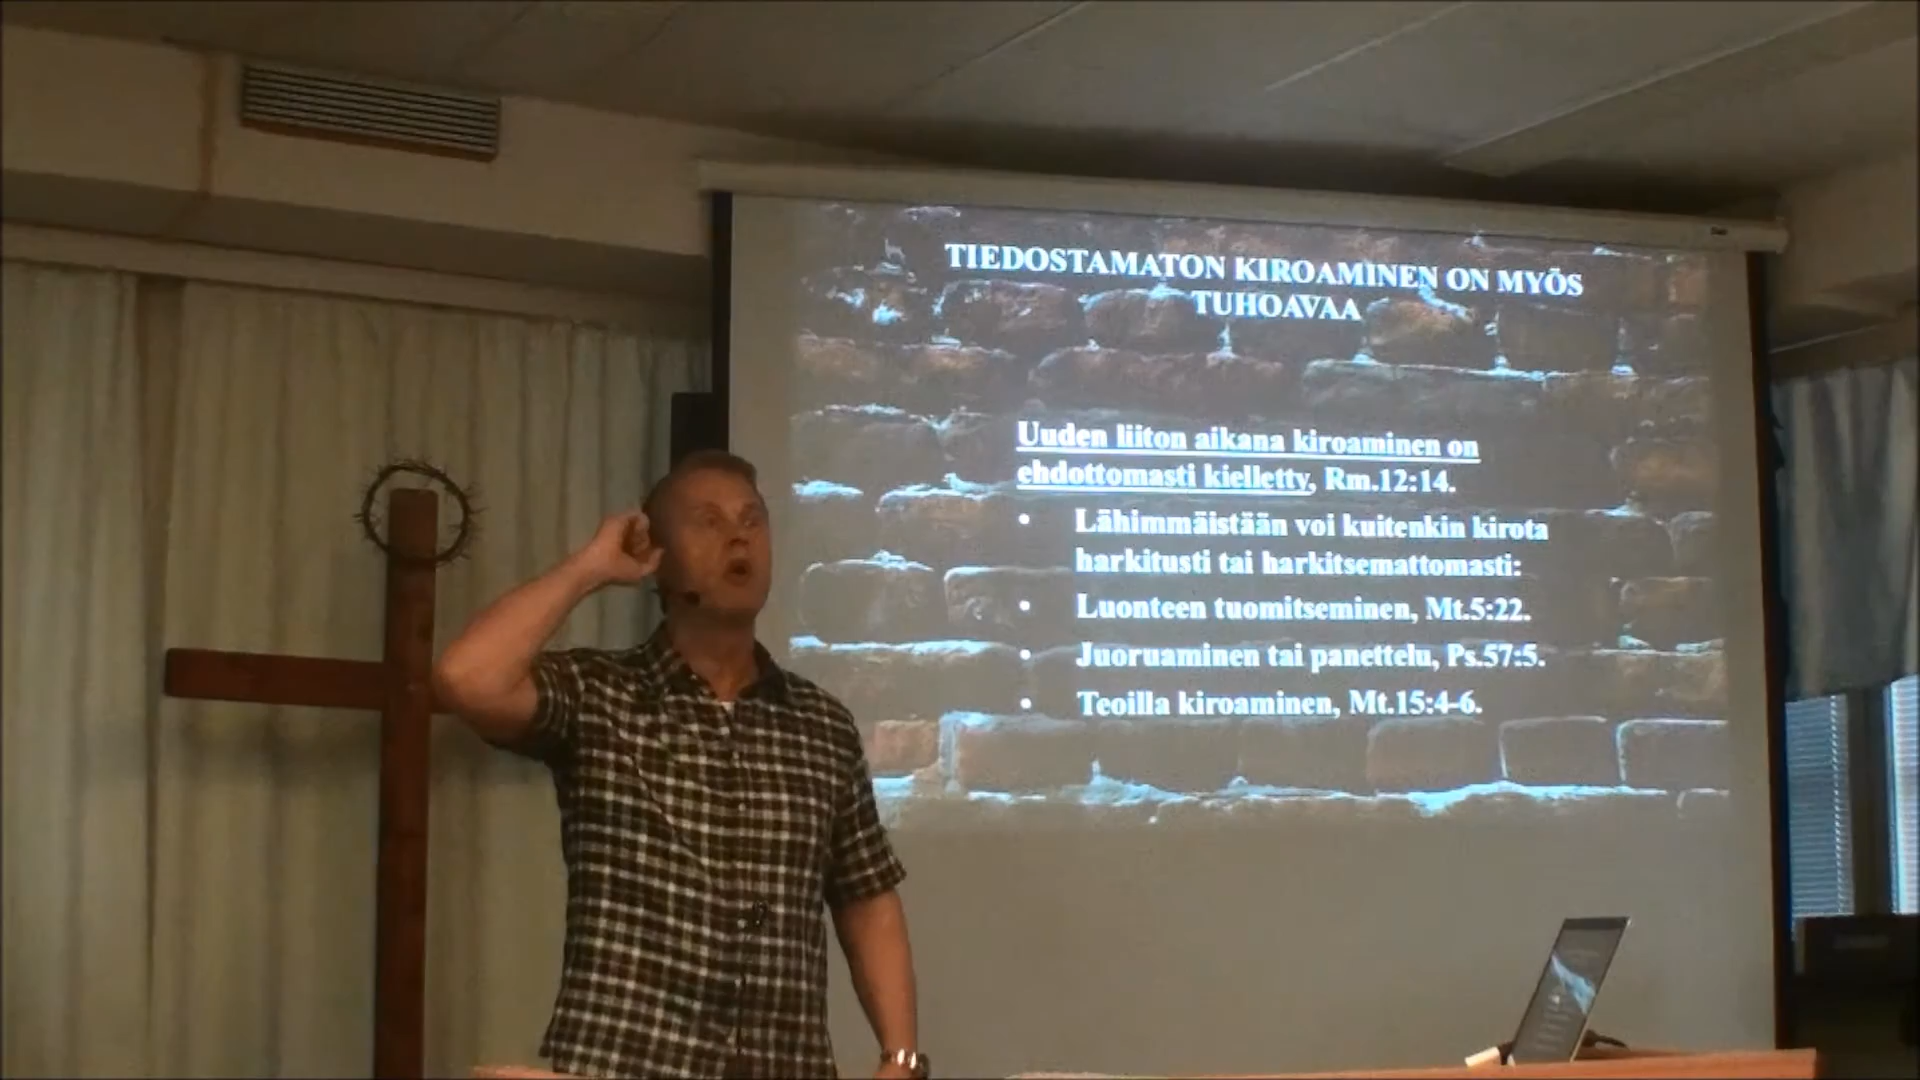 TIEDOSTAMATON KIROAMINEN ON MYÖS
TUHOAVAA
Uuden liiton aikana kiroaminen on
ehdottomasti kielletty, Rm.12:14.
• Lähimmäistään voi kuitenkin kirota
harkitusti tai harkitsemattomasti:
• Luonteen tuomitseminen, Mt.5:22.
• Juoruaminen tai panettelu, Ps.57:5.
• Teoilla kiroaminen, Mt.15:4-6.